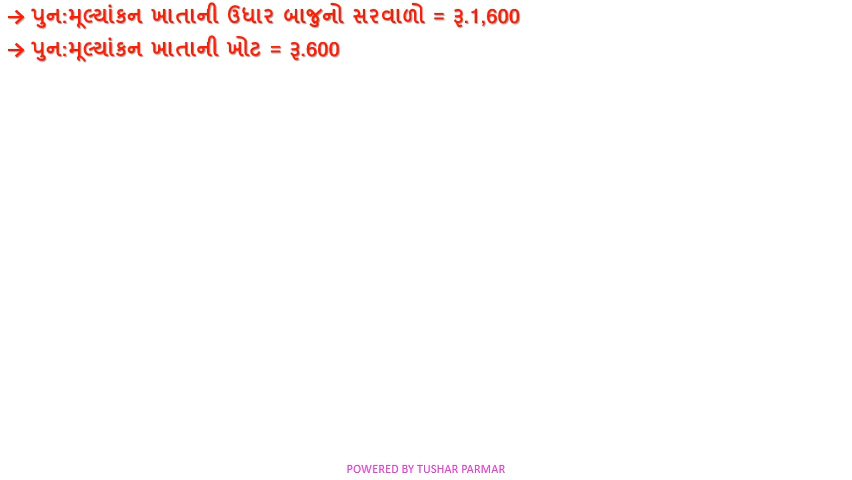 → પુનઃમૂલ્યાંકન ખાતાની ઉધાર બાજુનો સરવાળો = રૂ.1,600
→ પુનઃમૂલ્યાંકન ખાતાની ખોટ = રૂ.600
POWERED BY TUSHAR PARMAR